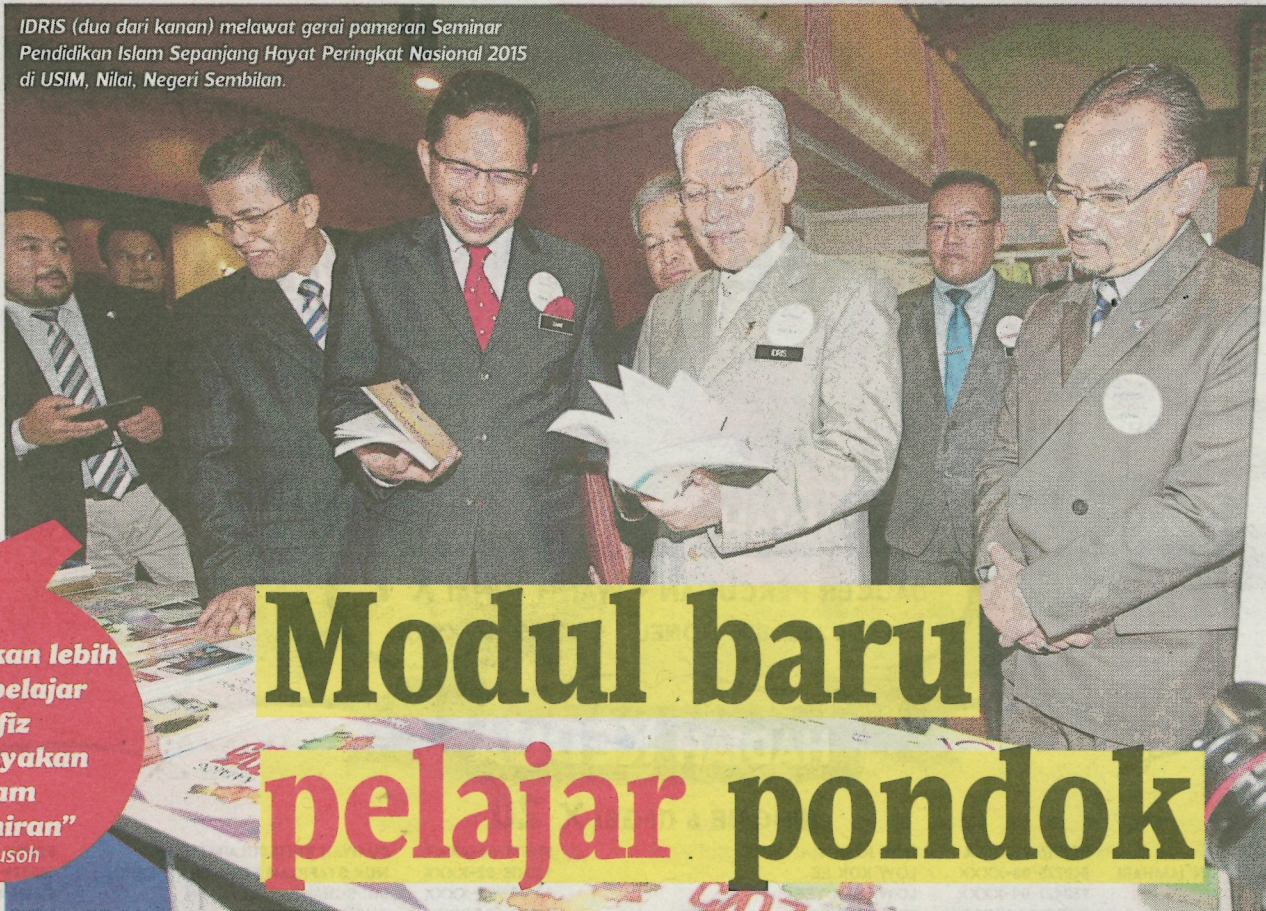 IDRIS (dua dari kanan) melawat gerai pameran Seminar
Pendidikan Islam Sepanjang Hayat Peringkat Nasional 2015
di USIM, Nilai, Negeri Sembilan.
IDRIS
kan lebih
pelajar
fiz
yakan
am
hiran”
usoh
Modul baru
pelajar pondok